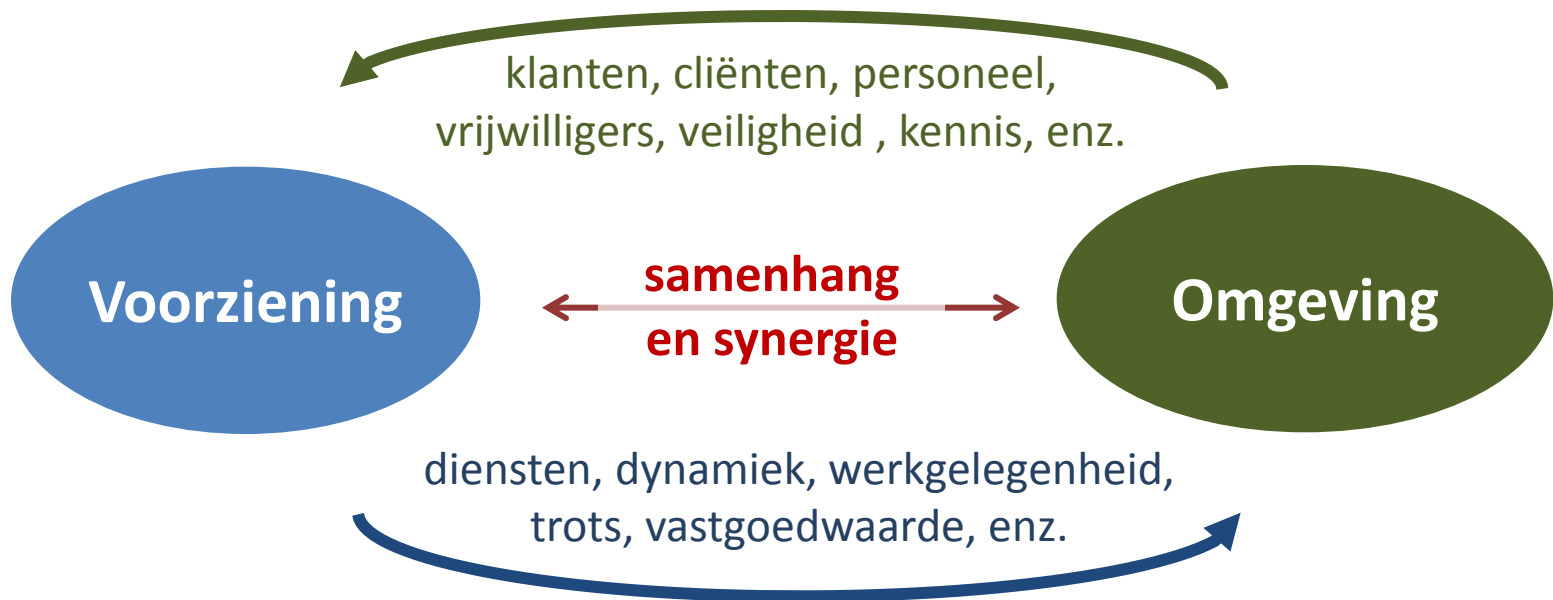 klanten, cliënten, personeel,
vrijwilligers, veiligheid , kennis, enz.
Voorziening
samenhang
en synergie
Omgeving
diensten, dynamiek, werkgelegenheid,
trots, vastgoedwaarde, enz.